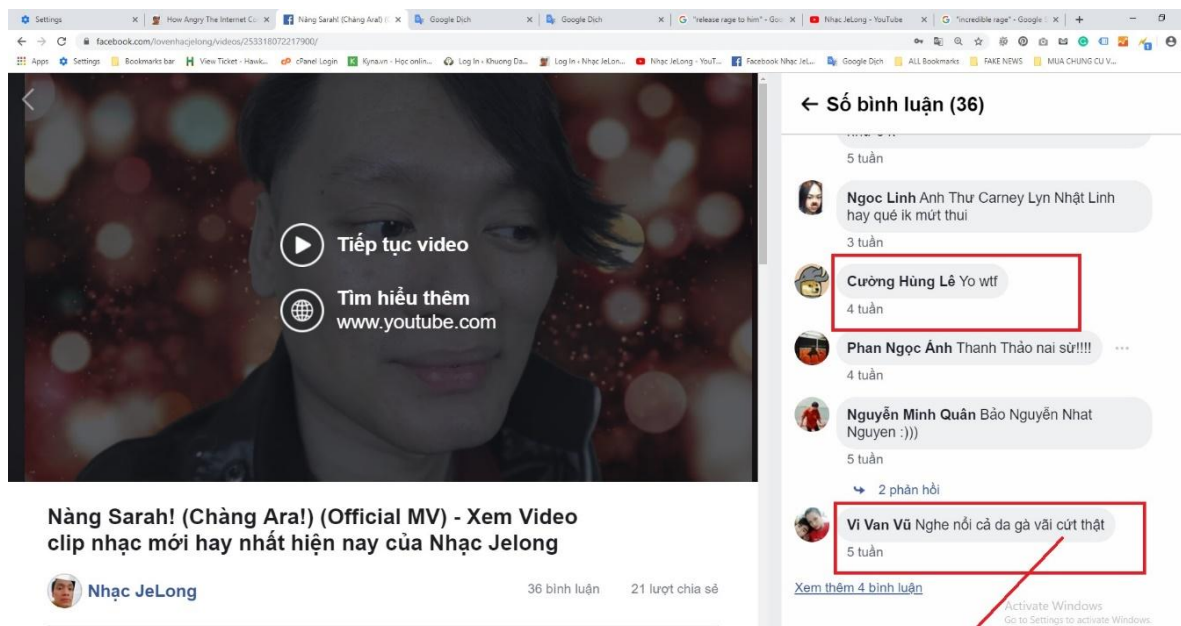 Settings
How Angry The Internet Co
Nàng Sarah! (Chàng Ara!) (
Google Dịch
Google Dịch
"release rage to him" - Goo
Nhạc JeLong - YouTube
"incredible rage" - Google S
facebook.com/lovenhacjelong/videos/253318072217900/
Apps
Settings
Bookmarks bar
View Ticket - Hawk...
cPanel Login
Kyna.vn - Học onlin...
Log In ‹ Khuong Da...
Log In ‹ Nhạc JeLon...
Nhạc JeLong - YouT...
Facebook Nhạc JeL...
Google Dịch
ALL Bookmarks
FAKE NEWS
MUA CHUNG CU V...
Tiếp tục video
Tìm hiểu thêm
www.youtube.com
Nàng Sarah! (Chàng Ara!) (Official MV) - Xem Video
clip nhạc mới hay nhất hiện nay của Nhạc Jelong
Nhạc JeLong
36 bình luận 21 lượt chia sẻ
Số bình luận (36)
5 tuần
Ngoc Linh Anh Thư Carney Lyn Nhật Linh
hay qué ik mứt thui
3 tuần
Cường Hùng Lê Yo wtf
4 tuần
Phan Ngọc Ánh Thanh Thảo nai sừ!!!!
4 tuần
Nguyễn Minh Quân Bảo Nguyễn Nhat
Nguyen :)))
5 tuần
2 phản hồi
Vi Van Vũ Nghe nổi cả da gà vãi cứt thật
5 tuần
Xem thêm 4 bình luận
Activate Windows
Go to Settings to activate Windows.